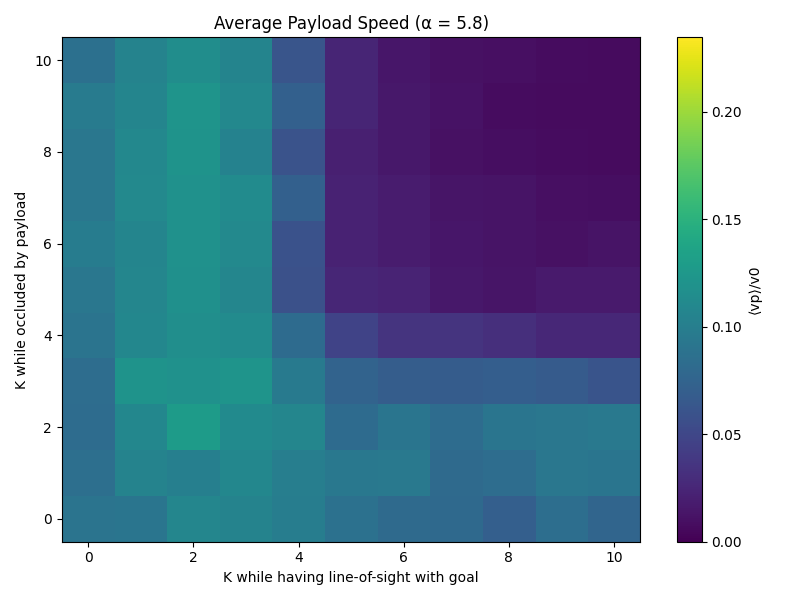 Average Payload Speed (α = 5.8)
10
8
6
4
2
0
K while occluded by payload
0 2 4 6 8 10
K while having line-of-sight with goal
0.20
0.15
0.10
0.05
0.00
⟨vp⟩/v0